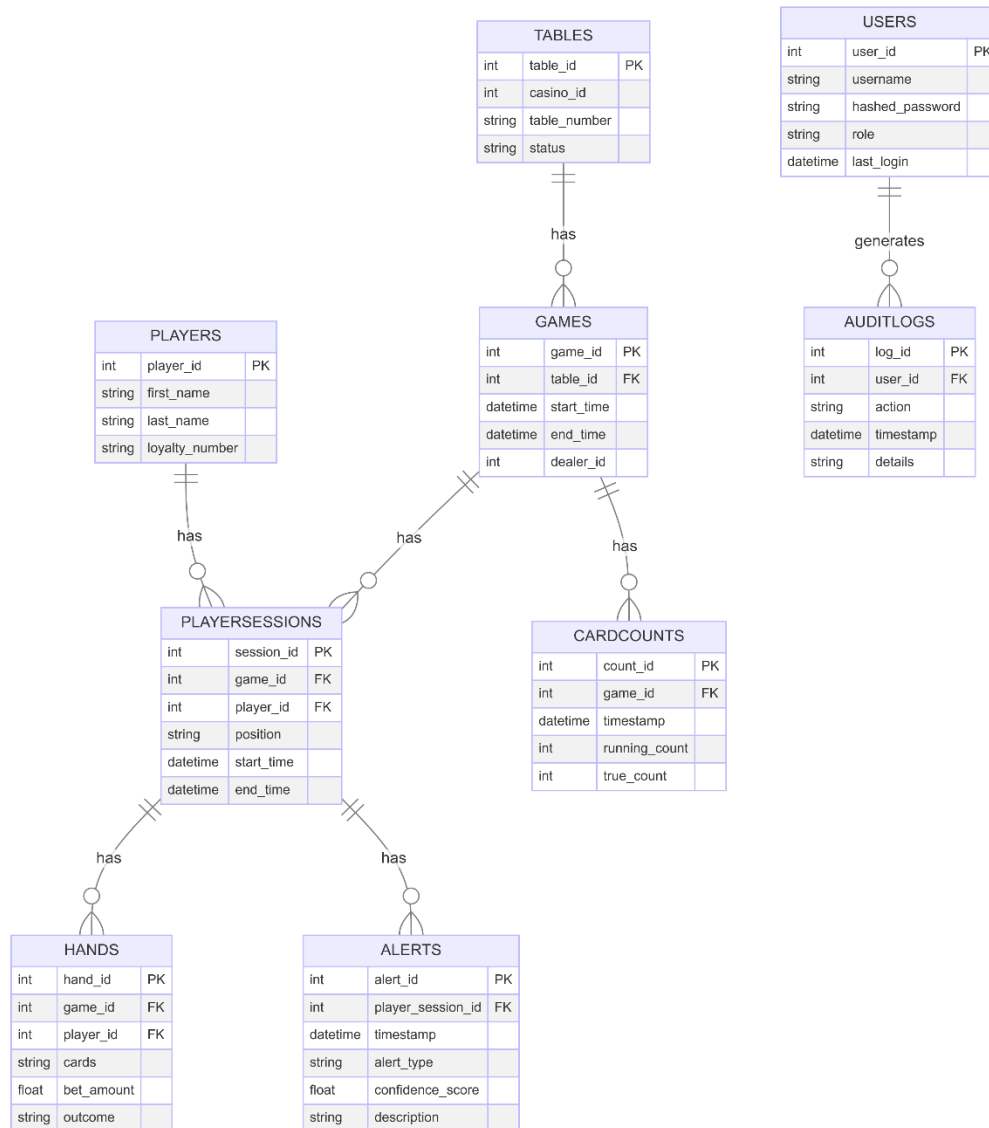 TABLES
int table_id PK
int casino_id
string table_number
string status
has
USERS
int user_id PK
string username
string hashed_password
string role
datetime last_login
generates
PLAYERS
int player_id PK
string first_name
string last_name
string loyalty_number
has
GAMES
int game_id PK
int table_id FK
datetime start_time
datetime end_time
int dealer_id
has
has
AUDITLOGS
int log_id PK
int user_id FK
string action
datetime timestamp
string details
PLAYERSESSIONS
int session_id PK
int game_id FK
int player_id FK
string position
datetime start_time
datetime end_time
has
has
CARDCOUNTS
int count_id PK
int game_id FK
datetime timestamp
int running_count
int true_count
HANDS
int hand_id PK
int game_id FK
int player_id FK
string cards
float bet_amount
string outcome
ALERTS
int alert_id PK
int player_session_id FK
datetime timestamp
string alert_type
float confidence_score
string description